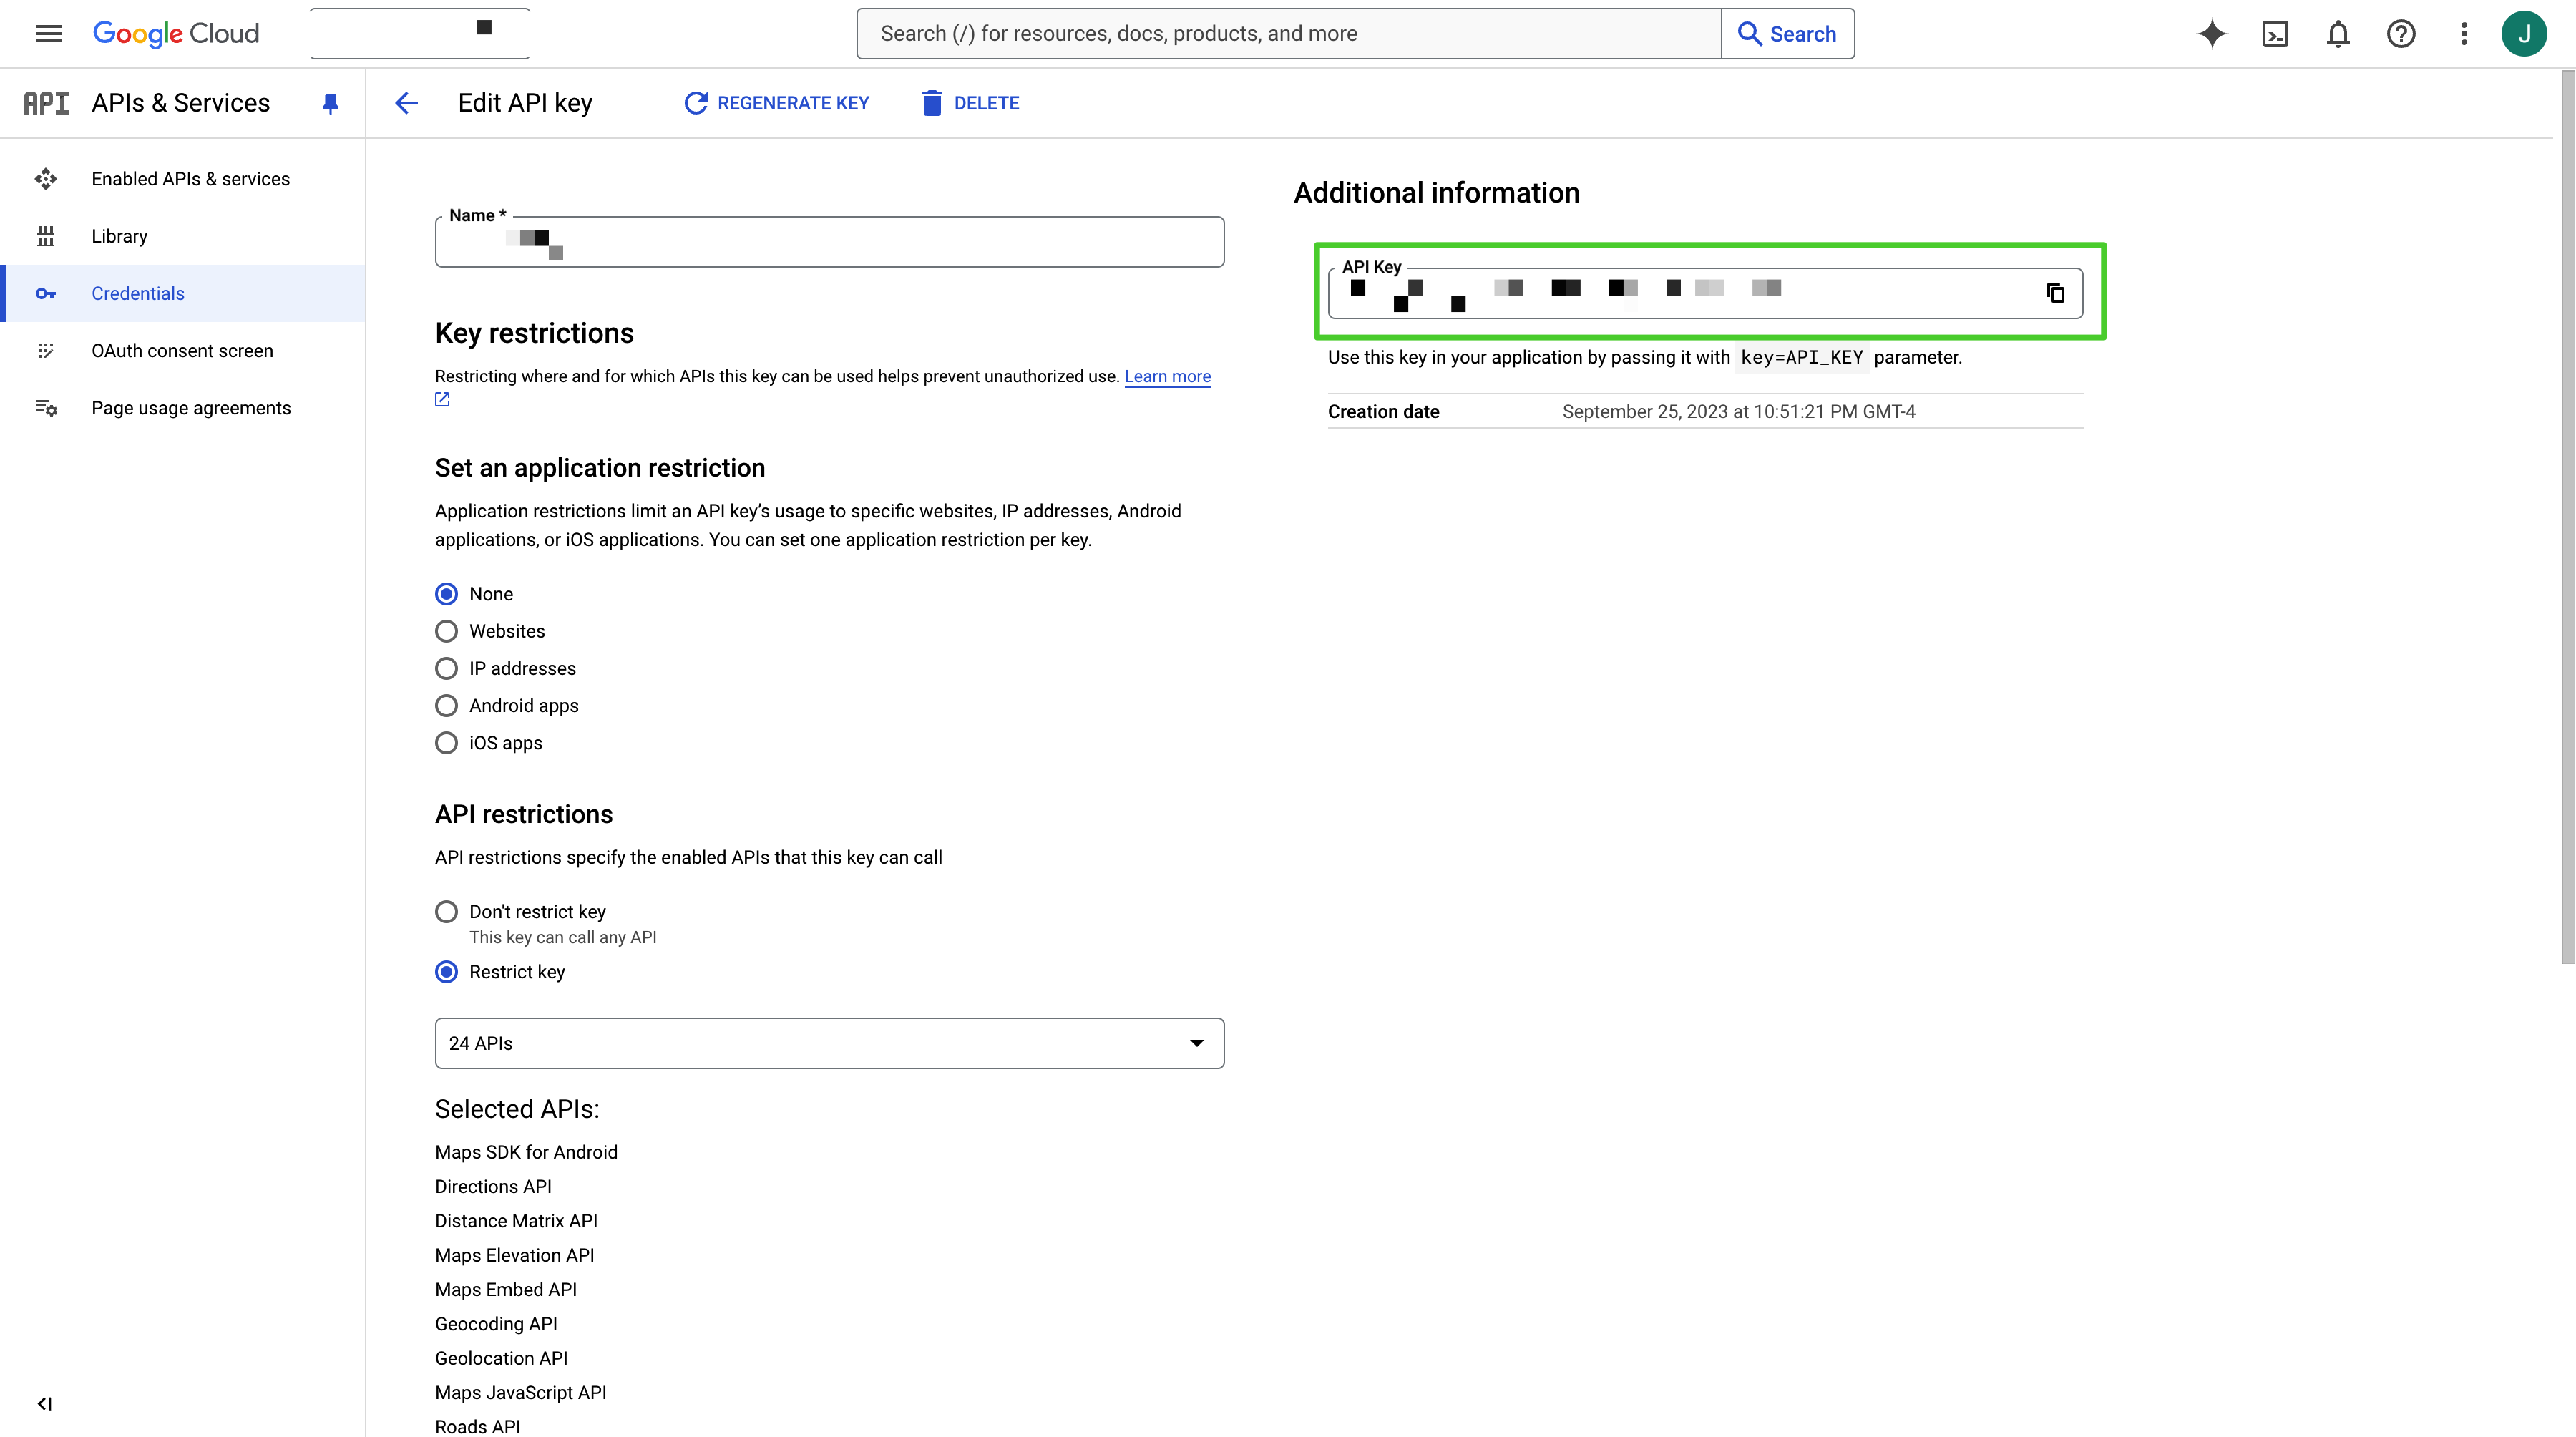 Google Cloud
Search (/) for resources, docs, products, and more
Search
J
API APIs & Services
Edit API key
REGENERATE KEY
DELETE
Enabled APIs & services
Library
Credentials
OAuth consent screen
Page usage agreements
Name *
Key restrictions
Restricting where and for which APIs this key can be used helps prevent unauthorized use. Learn more
Set an application restriction
Application restrictions limit an API key’s usage to specific websites, IP addresses, Android
applications, or iOS applications. You can set one application restriction per key.
None
Websites
IP addresses
Android apps
iOS apps
API restrictions
API restrictions specify the enabled APIs that this key can call
Don't restrict key
This key can call any API
Restrict key
24 APIs
Selected APIs:
Maps SDK for Android
Directions API
Distance Matrix API
Maps Elevation API
Maps Embed API
Geocoding API
Geolocation API
Maps JavaScript API
Roads API
Additional information
API Key
Use this key in your application by passing it with key=API_KEY parameter.
Creation date September 25, 2023 at 10:51:21 PM GMT-4